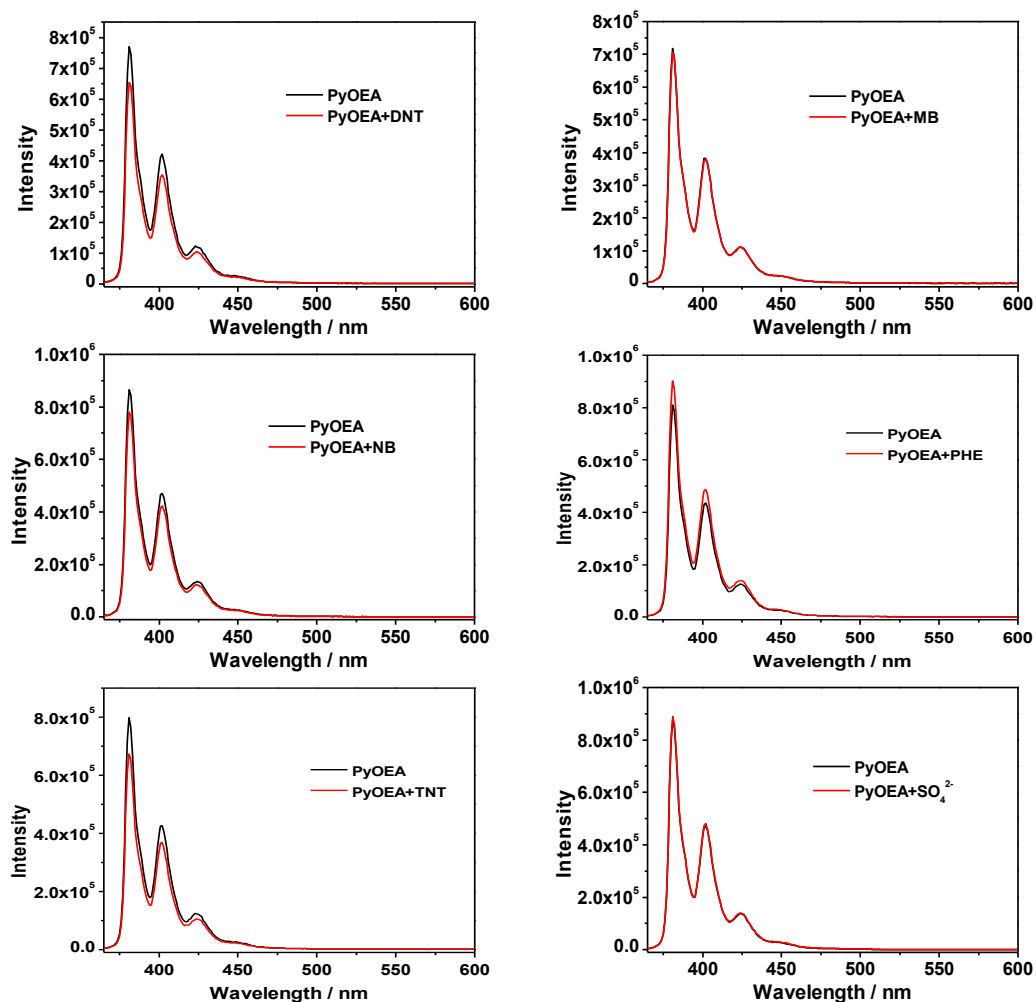 8x10^5
7x10^5
6x10^5
5x10^5
4x10^5
3x10^5
2x10^5
1x10^5
0
Intensity
PyOEA
PyOEA+DNT
400 450 500 550 600
Wavelength / nm
8x10^5
7x10^5
6x10^5
5x10^5
4x10^5
3x10^5
2x10^5
1x10^5
0
Intensity
PyOEA
PyOEA+MB
400 450 500 550 600
Wavelength / nm
1.0x10^6
8.0x10^5
6.0x10^5
4.0x10^5
2.0x10^5
0.0
Intensity
PyOEA
PyOEA+NB
400 450 500 550 600
Wavelength / nm
1.0x10^6
8.0x10^5
6.0x10^5
4.0x10^5
2.0x10^5
0.0
Intensity
PyOEA
PyOEA+PHE
400 450 500 550 600
Wavelength / nm
8.0x10^5
6.0x10^5
4.0x10^5
2.0x10^5
0.0
Intensity
PyOEA
PyOEA+TNT
400 450 500 550 600
Wavelength / nm
1.0x10^6
8.0x10^5
6.0x10^5
4.0x10^5
2.0x10^5
0.0
Intensity
PyOEA
PyOEA+SO₄²⁻
400 450 500 550 600
Wavelength / nm